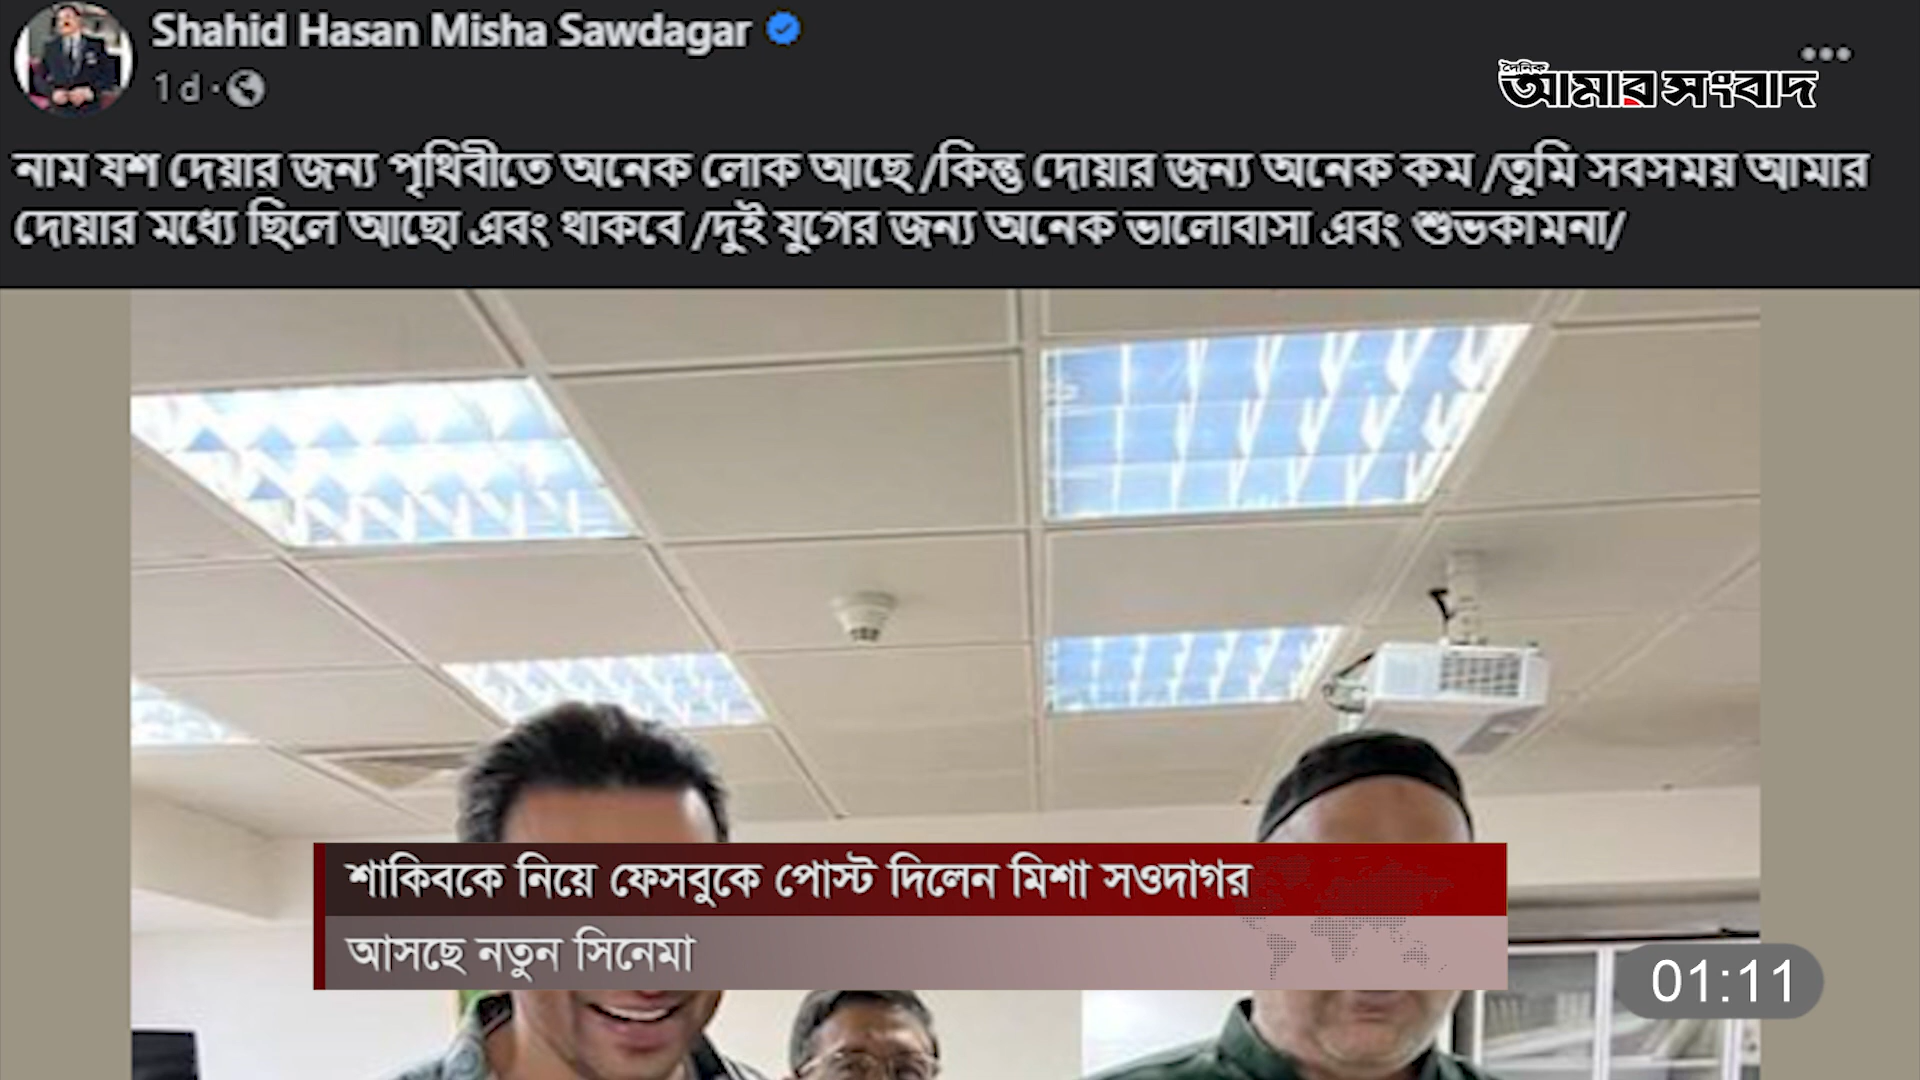 Shahid Hasan Misha Sawdagar
1 d ·
দৈনিক
আমার সংবাদ
নাম যশ দেয়ার জন্য পৃথিবীতে অনেক লোক আছে /কিন্তু দোয়ার জন্য অনেক কম /তুমি সবসময় আমার
দোয়ার মধ্যে ছিলে আছো এবং থাকবে /দুই যুগের জন্য অনেক ভালোবাসা এবং শুভকামনা/
শাকিবকে নিয়ে ফেসবুকে পোস্ট দিলেন মিশা সওদাগর
আসছে নতুন সিনেমা
01:11